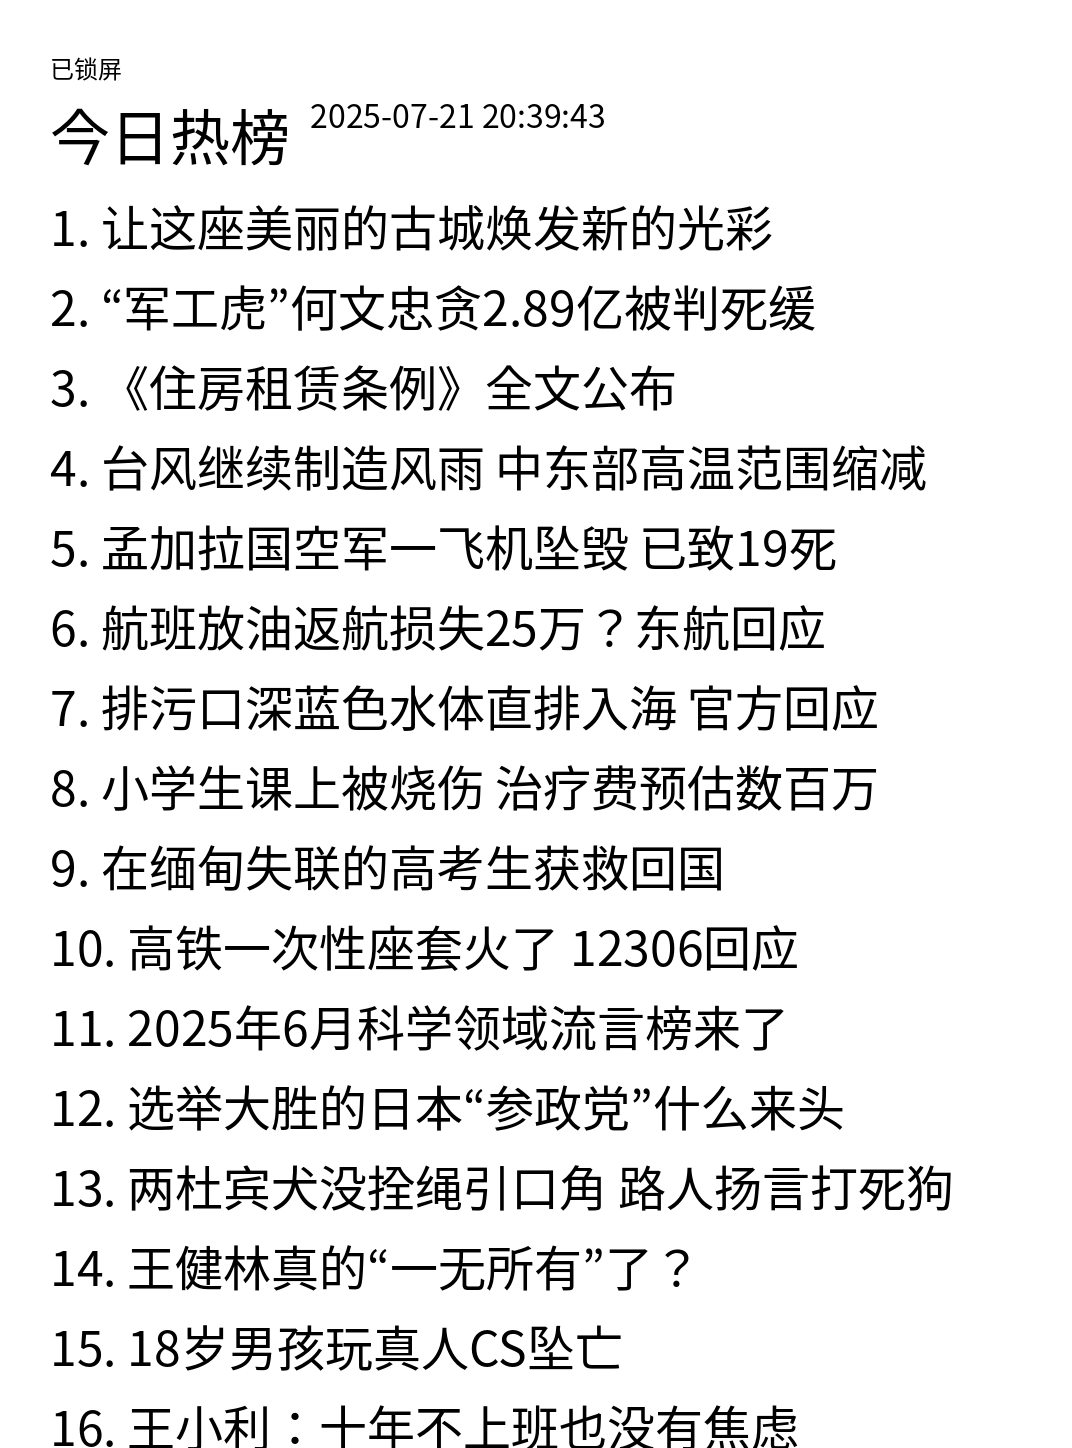 已锁屏
今日热榜 2025-07-21 20:39:43
1. 让这座美丽的古城焕发新的光彩
2. “军工虎”何文忠贪2.89亿被判死缓
3. 《住房租赁条例》全文公布
4. 台风继续制造风雨 中东部高温范围缩减
5. 孟加拉国空军一飞机坠毁 已致19死
6. 航班放油返航损失25万？东航回应
7. 排污口深蓝色水体直排入海 官方回应
8. 小学生课上被烧伤 治疗费预估数百万
9. 在缅甸失联的高考生获救回国
10. 高铁一次性座套火了 12306回应
11. 2025年6月科学领域流言榜来了
12. 选举大胜的日本“参政党”什么来头
13. 两杜宾犬没拴绳引口角 路人扬言打死狗
14. 王健林真的“一无所有”了？
15. 18岁男孩玩真人CS坠亡
16. 王小利：十年不上班也没有焦虑